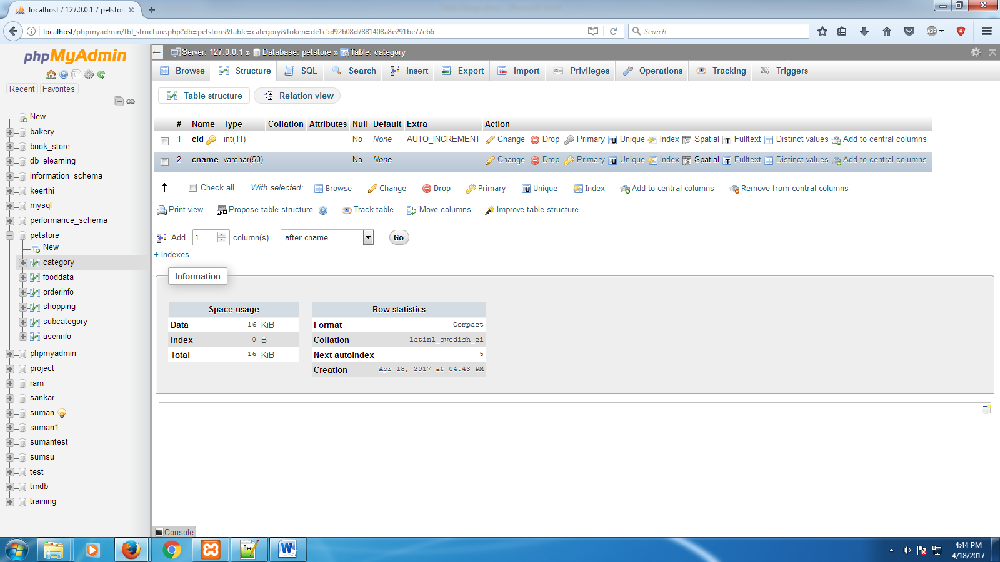 localhost / 127.0.0.1 / petstor
localhost/phpmyadmin/tbl_structure.php?db=petstore&table=category&token=de1c5d92b08d7881408a8e291be77eb6
Search
ABP
phpMyAdmin
Recent Favorites
New
bakery
book_store
db_elearning
information_schema
keerthi
mysql
performance_schema
petstore
New
category
fooddata
orderinfo
shopping
subcategory
userinfo
phpmyadmin
project
ram
sankar
suman
suman1
sumantest
sumsu
test
tmdb
training
Server: 127.0.0.1 » Database: petstore » Table: category
Browse Structure SQL Search Insert Export Import Privileges Operations Tracking Triggers
Table structure Relation view
# Name Type Collation Attributes Null Default Extra Action
1 cid int(11) No None AUTO_INCREMENT Change Drop Primary Unique Index Spatial Fulltext Distinct values Add to central columns
2 cname varchar(50) No None Change Drop Primary Unique Index Spatial Fulltext Distinct values Add to central columns
Check all With selected: Browse Change Drop Primary Unique Index Add to central columns Remove from central columns
Print view Propose table structure Track table Move columns Improve table structure
Add 1 column(s) after cname Go
+ Indexes
Information
Space usage
Data 16 KiB
Index 0 B
Total 16 KiB
Row statistics
Format Compact
Collation latin1_swedish_ci
Next autoindex 5
Creation Apr 18, 2017 at 04:43 PM
Console
4:44 PM
4/18/2017